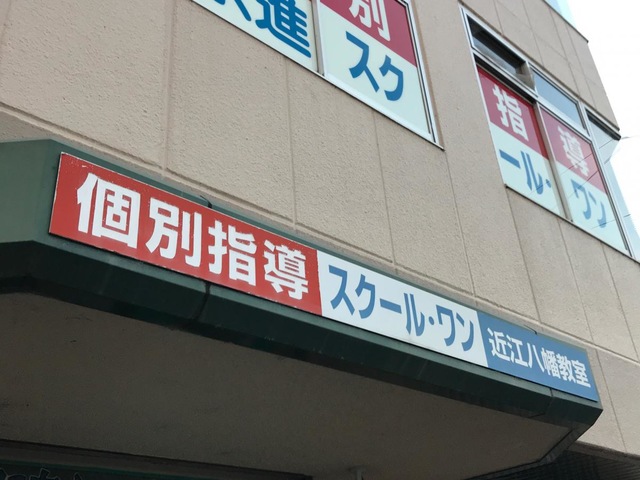 進
別
スク
指導
ール・ワン
個別指導 スクール・ワン 近江八幡教室